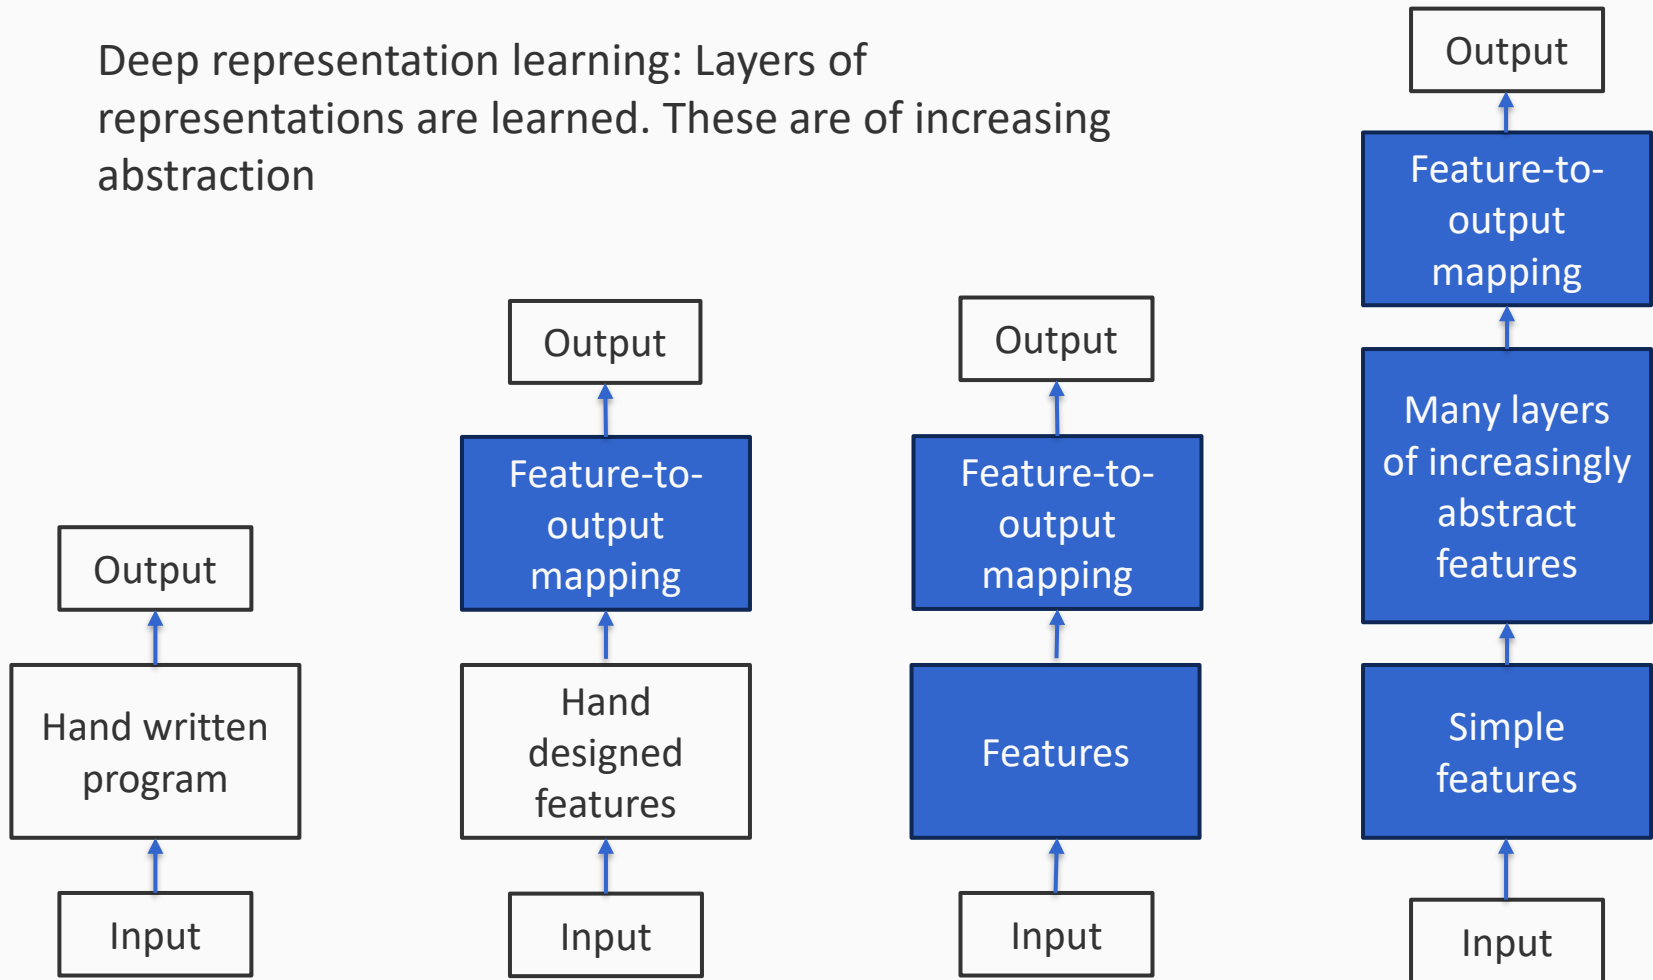 Deep representation learning: Layers of
representations are learned. These are of increasing
abstraction
Output
Hand written
program
Input
Output
Feature-to-
output
mapping
Hand
designed
features
Input
Output
Feature-to-
output
mapping
Features
Input
Output
Feature-to-
output
mapping
Many layers
of increasingly
abstract
features
Simple
features
Input